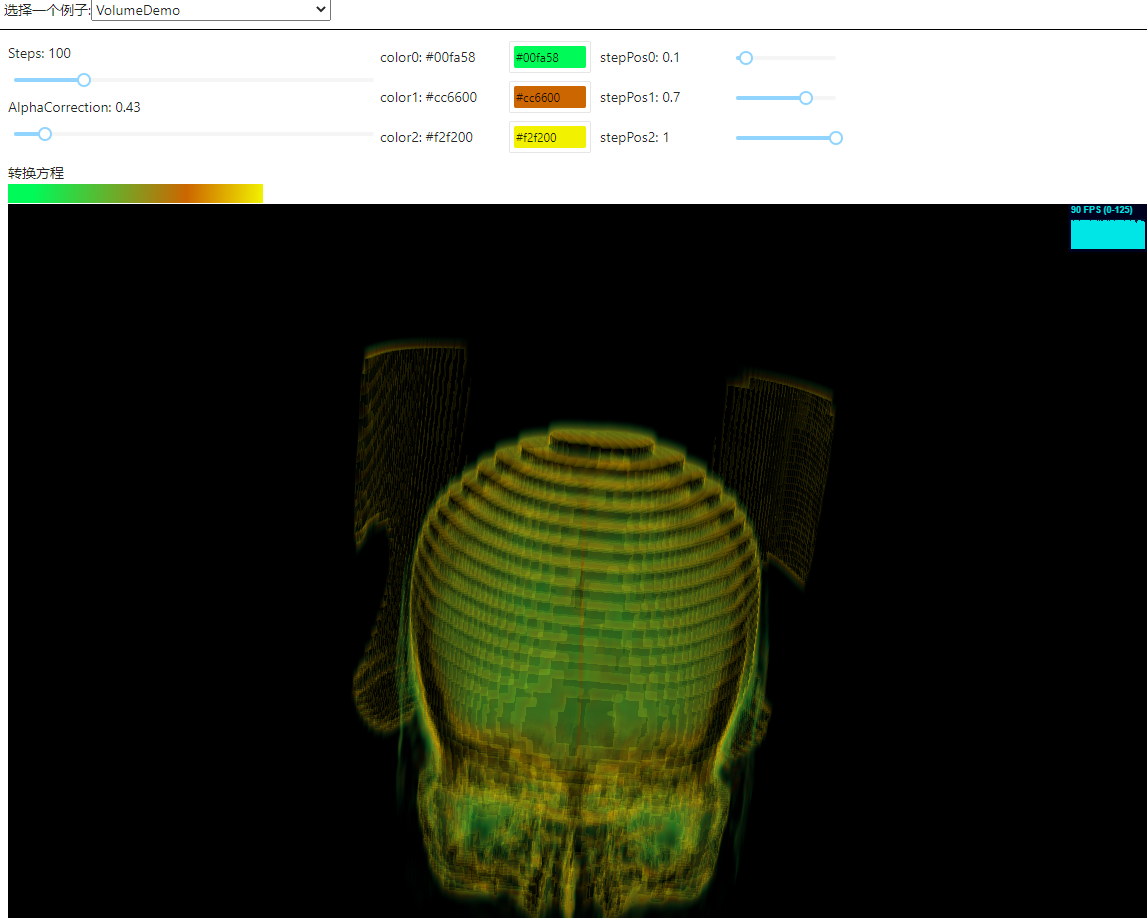 选择一个例子: VolumeDemo
Steps: 100
color0: #00fa58 #00fa58 stepPos0: 0.1
AlphaCorrection: 0.43
color1: #cc6600 #cc6600 stepPos1: 0.7
color2: #f2f200 #f2f200 stepPos2: 1
转换方程
90 FPS (0-125)